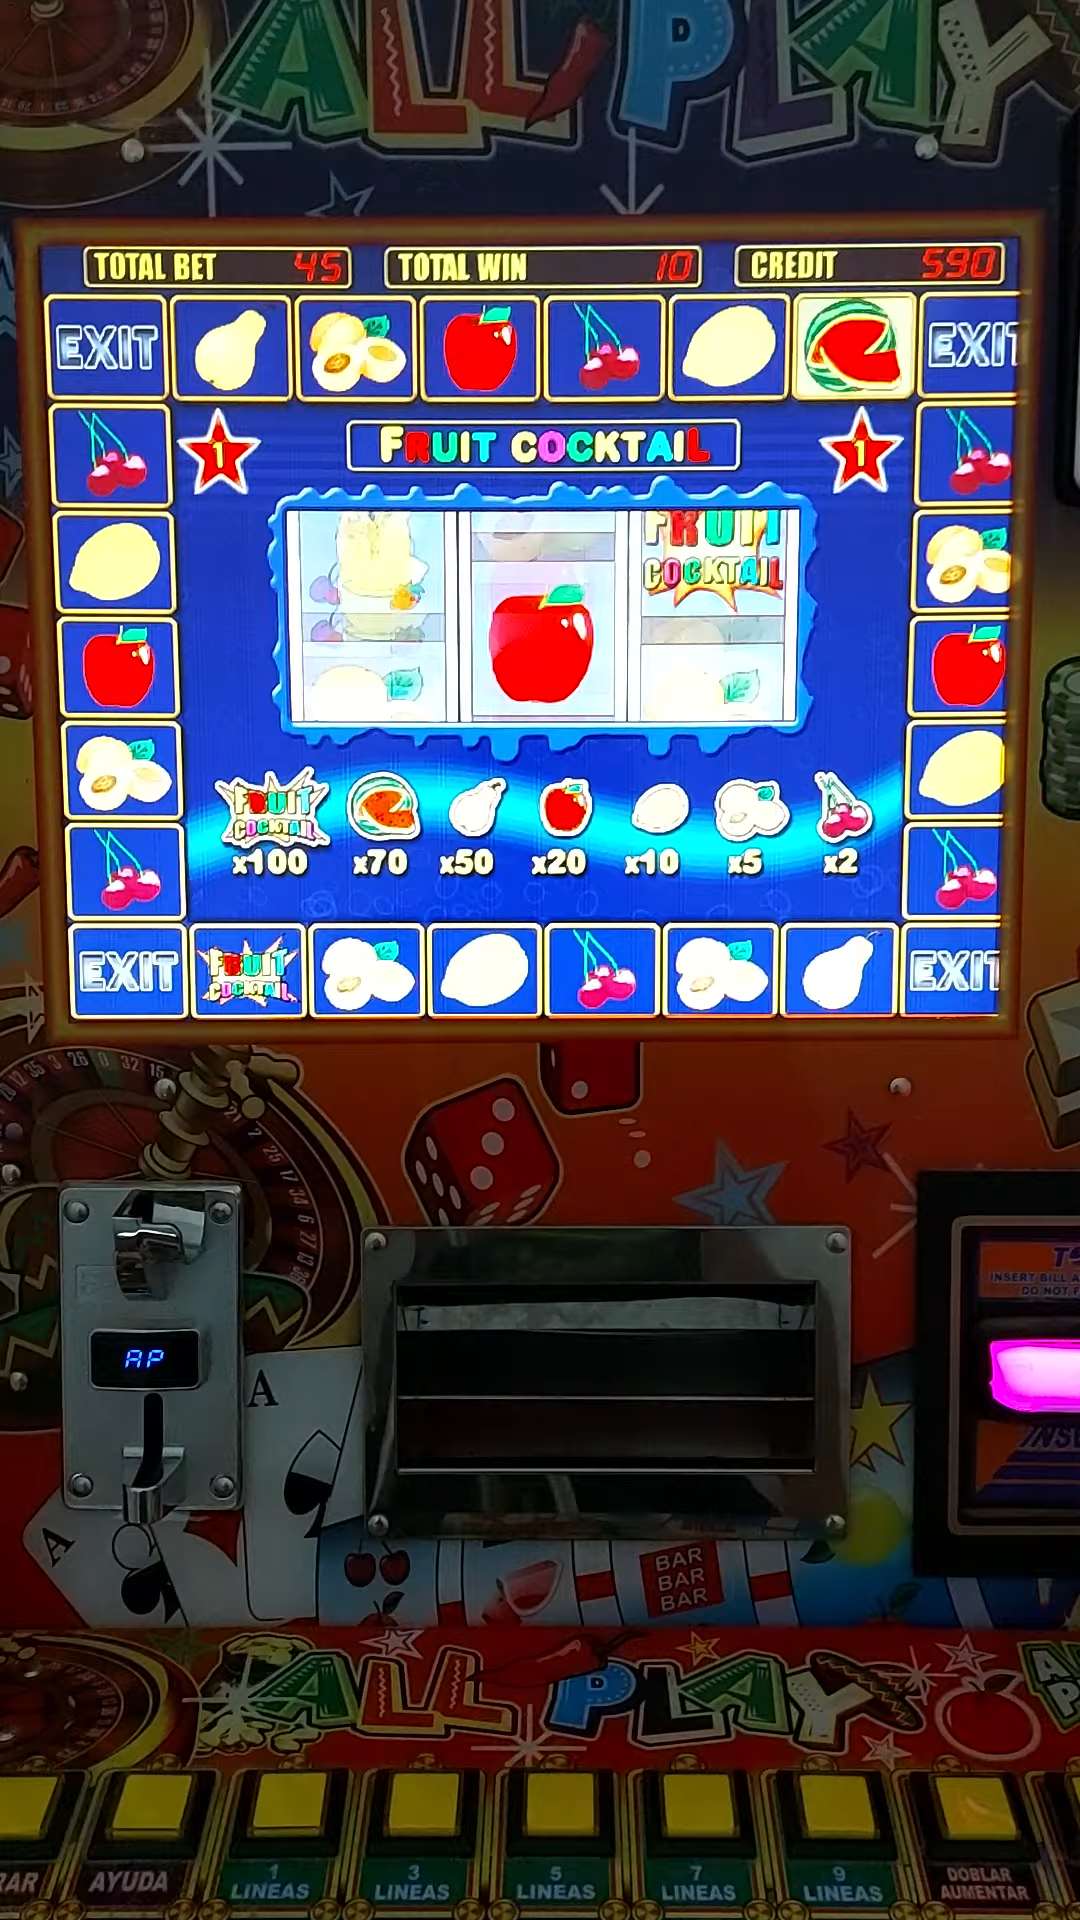 ALL PLAY
TOTAL BET 45
TOTAL WIN 10
CREDIT 590
EXIT
EXIT
1
FRUIT COCKTAIL
1
FRUIT
COCKTAIL
FRUIT
COCKTAIL
x100 x70 x50 x20 x10 x5 x2
EXIT
FRUIT
COCKTAIL
EXIT
INSERT BILL
DO NOT
AP
A
A
BAR
BAR
BAR
ALL PLAY
AYUDA
1
LINEAS
3
LINEAS
5
LINEAS
7
LINEAS
9
LINEAS
DOBLAR
AUMENTAR